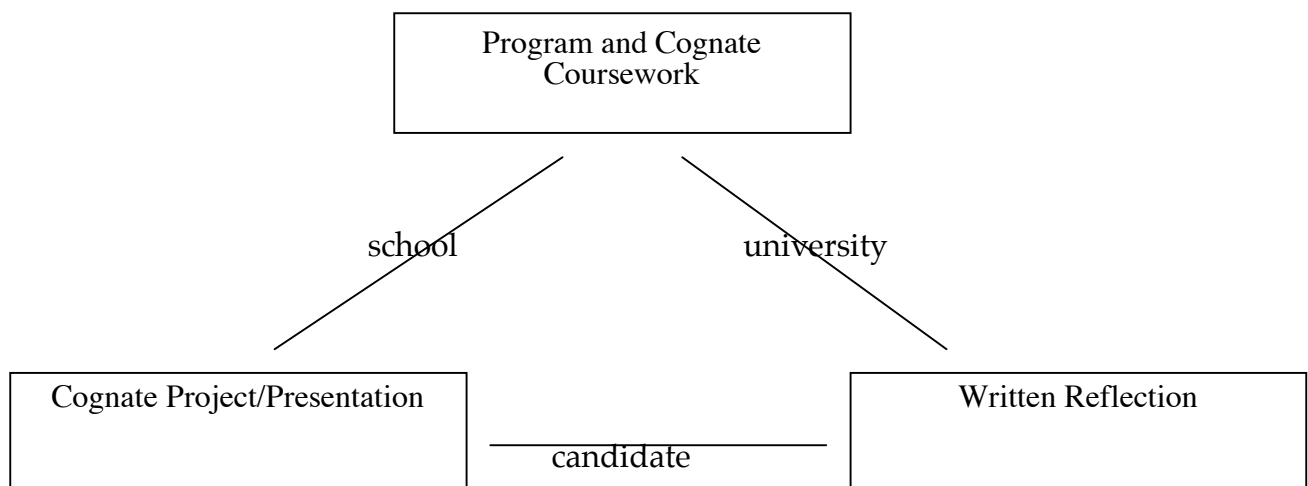 Program and Cognate
Coursework
school
university
Cognate Project/Presentation
Written Reflection
candidate